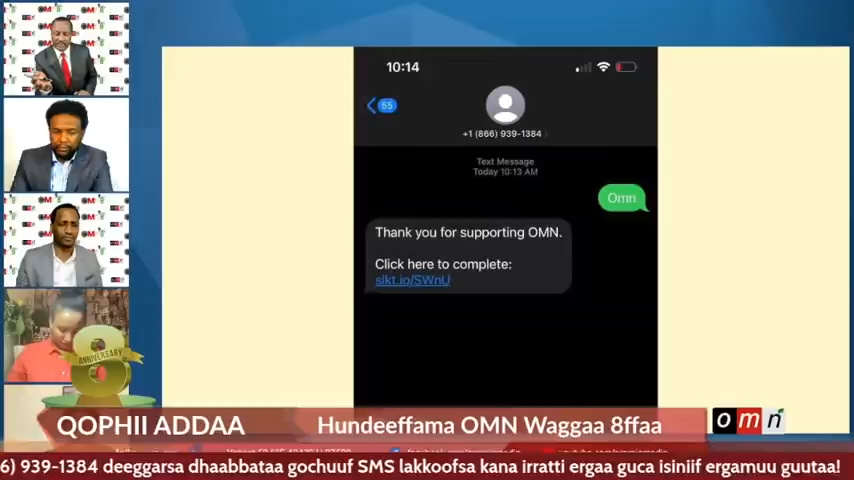 10:14
55
+1 (866) 939-1384
Text Message
Today 10:13 AM
Omn
Thank you for supporting OMN.
Click here to complete:
slkt.io/SWnU
ANNIVERSARY
8
QOPHII ADDAA
Hundeeffama OMN Waggaa 8ffaa
omn
6) 939-1384 deeggarsa dhaabbataa gochuuf SMS lakkoofsa kana irratti ergaa guca isiniif ergamuu guutaa!